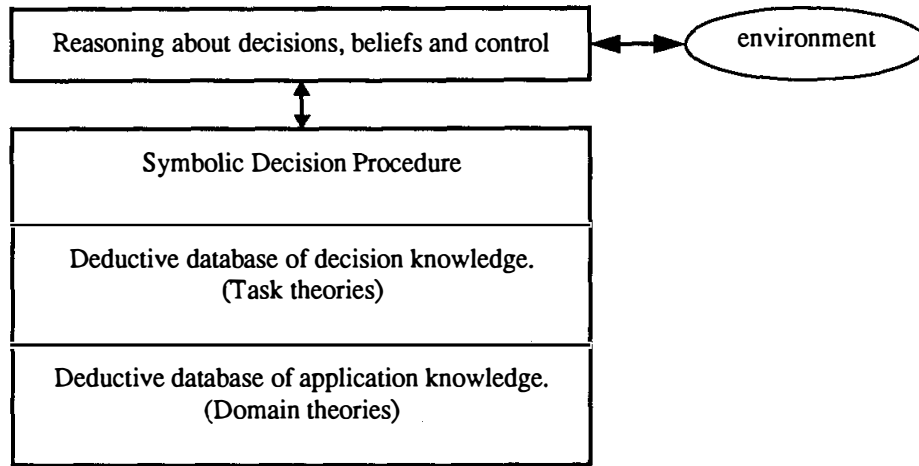 Reasoning about decisions, beliefs and control
environment
Symbolic Decision Procedure
Deductive database of decision knowledge.
(Task theories)
Deductive database of application knowledge.
(Domain theories)